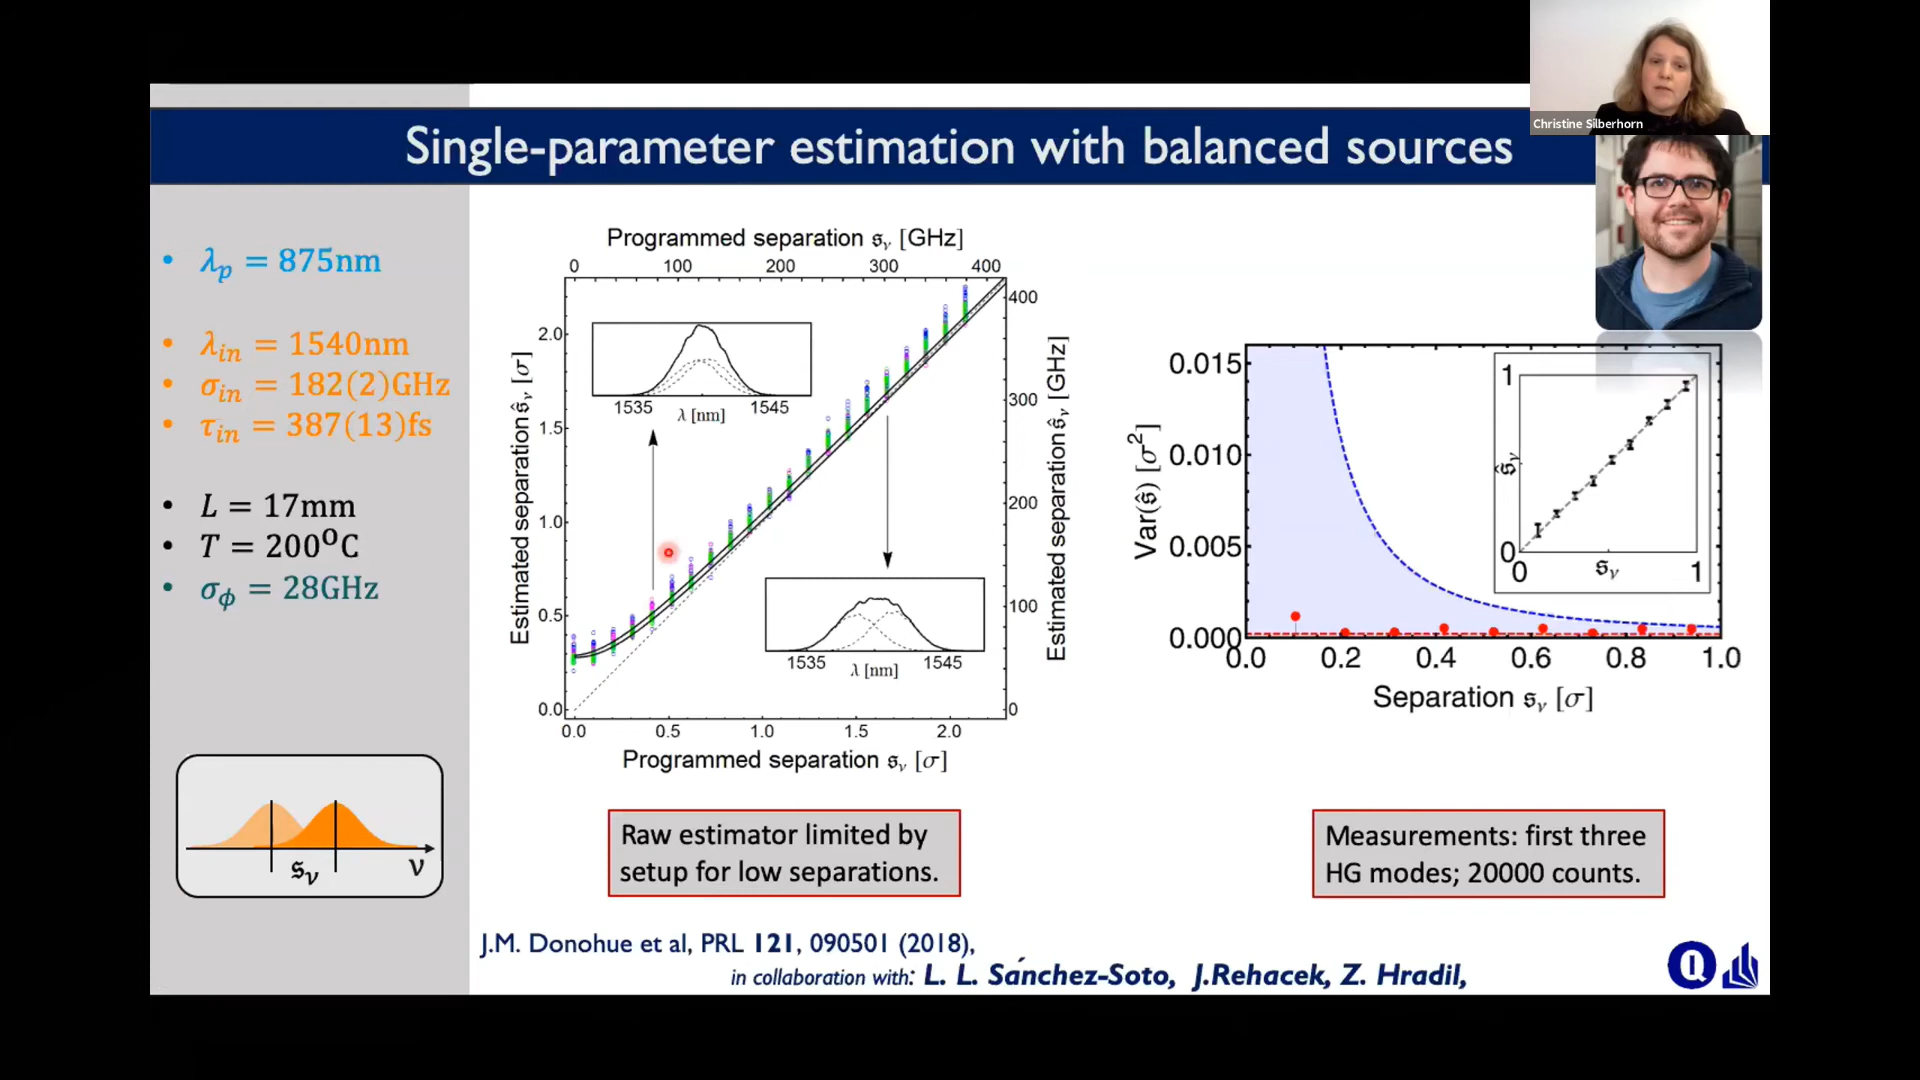 Christine Silberhorn
Single-parameter estimation with balanced sources
• λp = 875nm
• λin = 1540nm
• σin = 182(2)GHz
• τin = 387(13)fs
• L = 17mm
• T = 200⁰C
• σϕ = 28GHz
𝔰ν
ν
Programmed separation 𝔰ν [GHz]
0 100 200 300 400
Estimated separation 𝔰̂ν [σ]
2.0
1.5
1.0
0.5
0.0
400
300
200
100
0
Estimated separation 𝔰̂ν [GHz]
1535 1545
λ [nm]
1535 1545
λ [nm]
0.0 0.5 1.0 1.5 2.0
Programmed separation 𝔰ν [σ]
Raw estimator limited by
setup for low separations.
Var(𝔰̂) [σ²]
0.015
0.010
0.005
0.000
0.0 0.2 0.4 0.6 0.8 1.0
Separation 𝔰ν [σ]
1
𝔰̂ν
0
0 𝔰ν 1
Measurements: first three
HG modes; 20000 counts.
J.M. Donohue et al, PRL 121, 090501 (2018),
in collaboration with: L. L. Sánchez-Soto, J.Rehacek, Z. Hradil,
Q